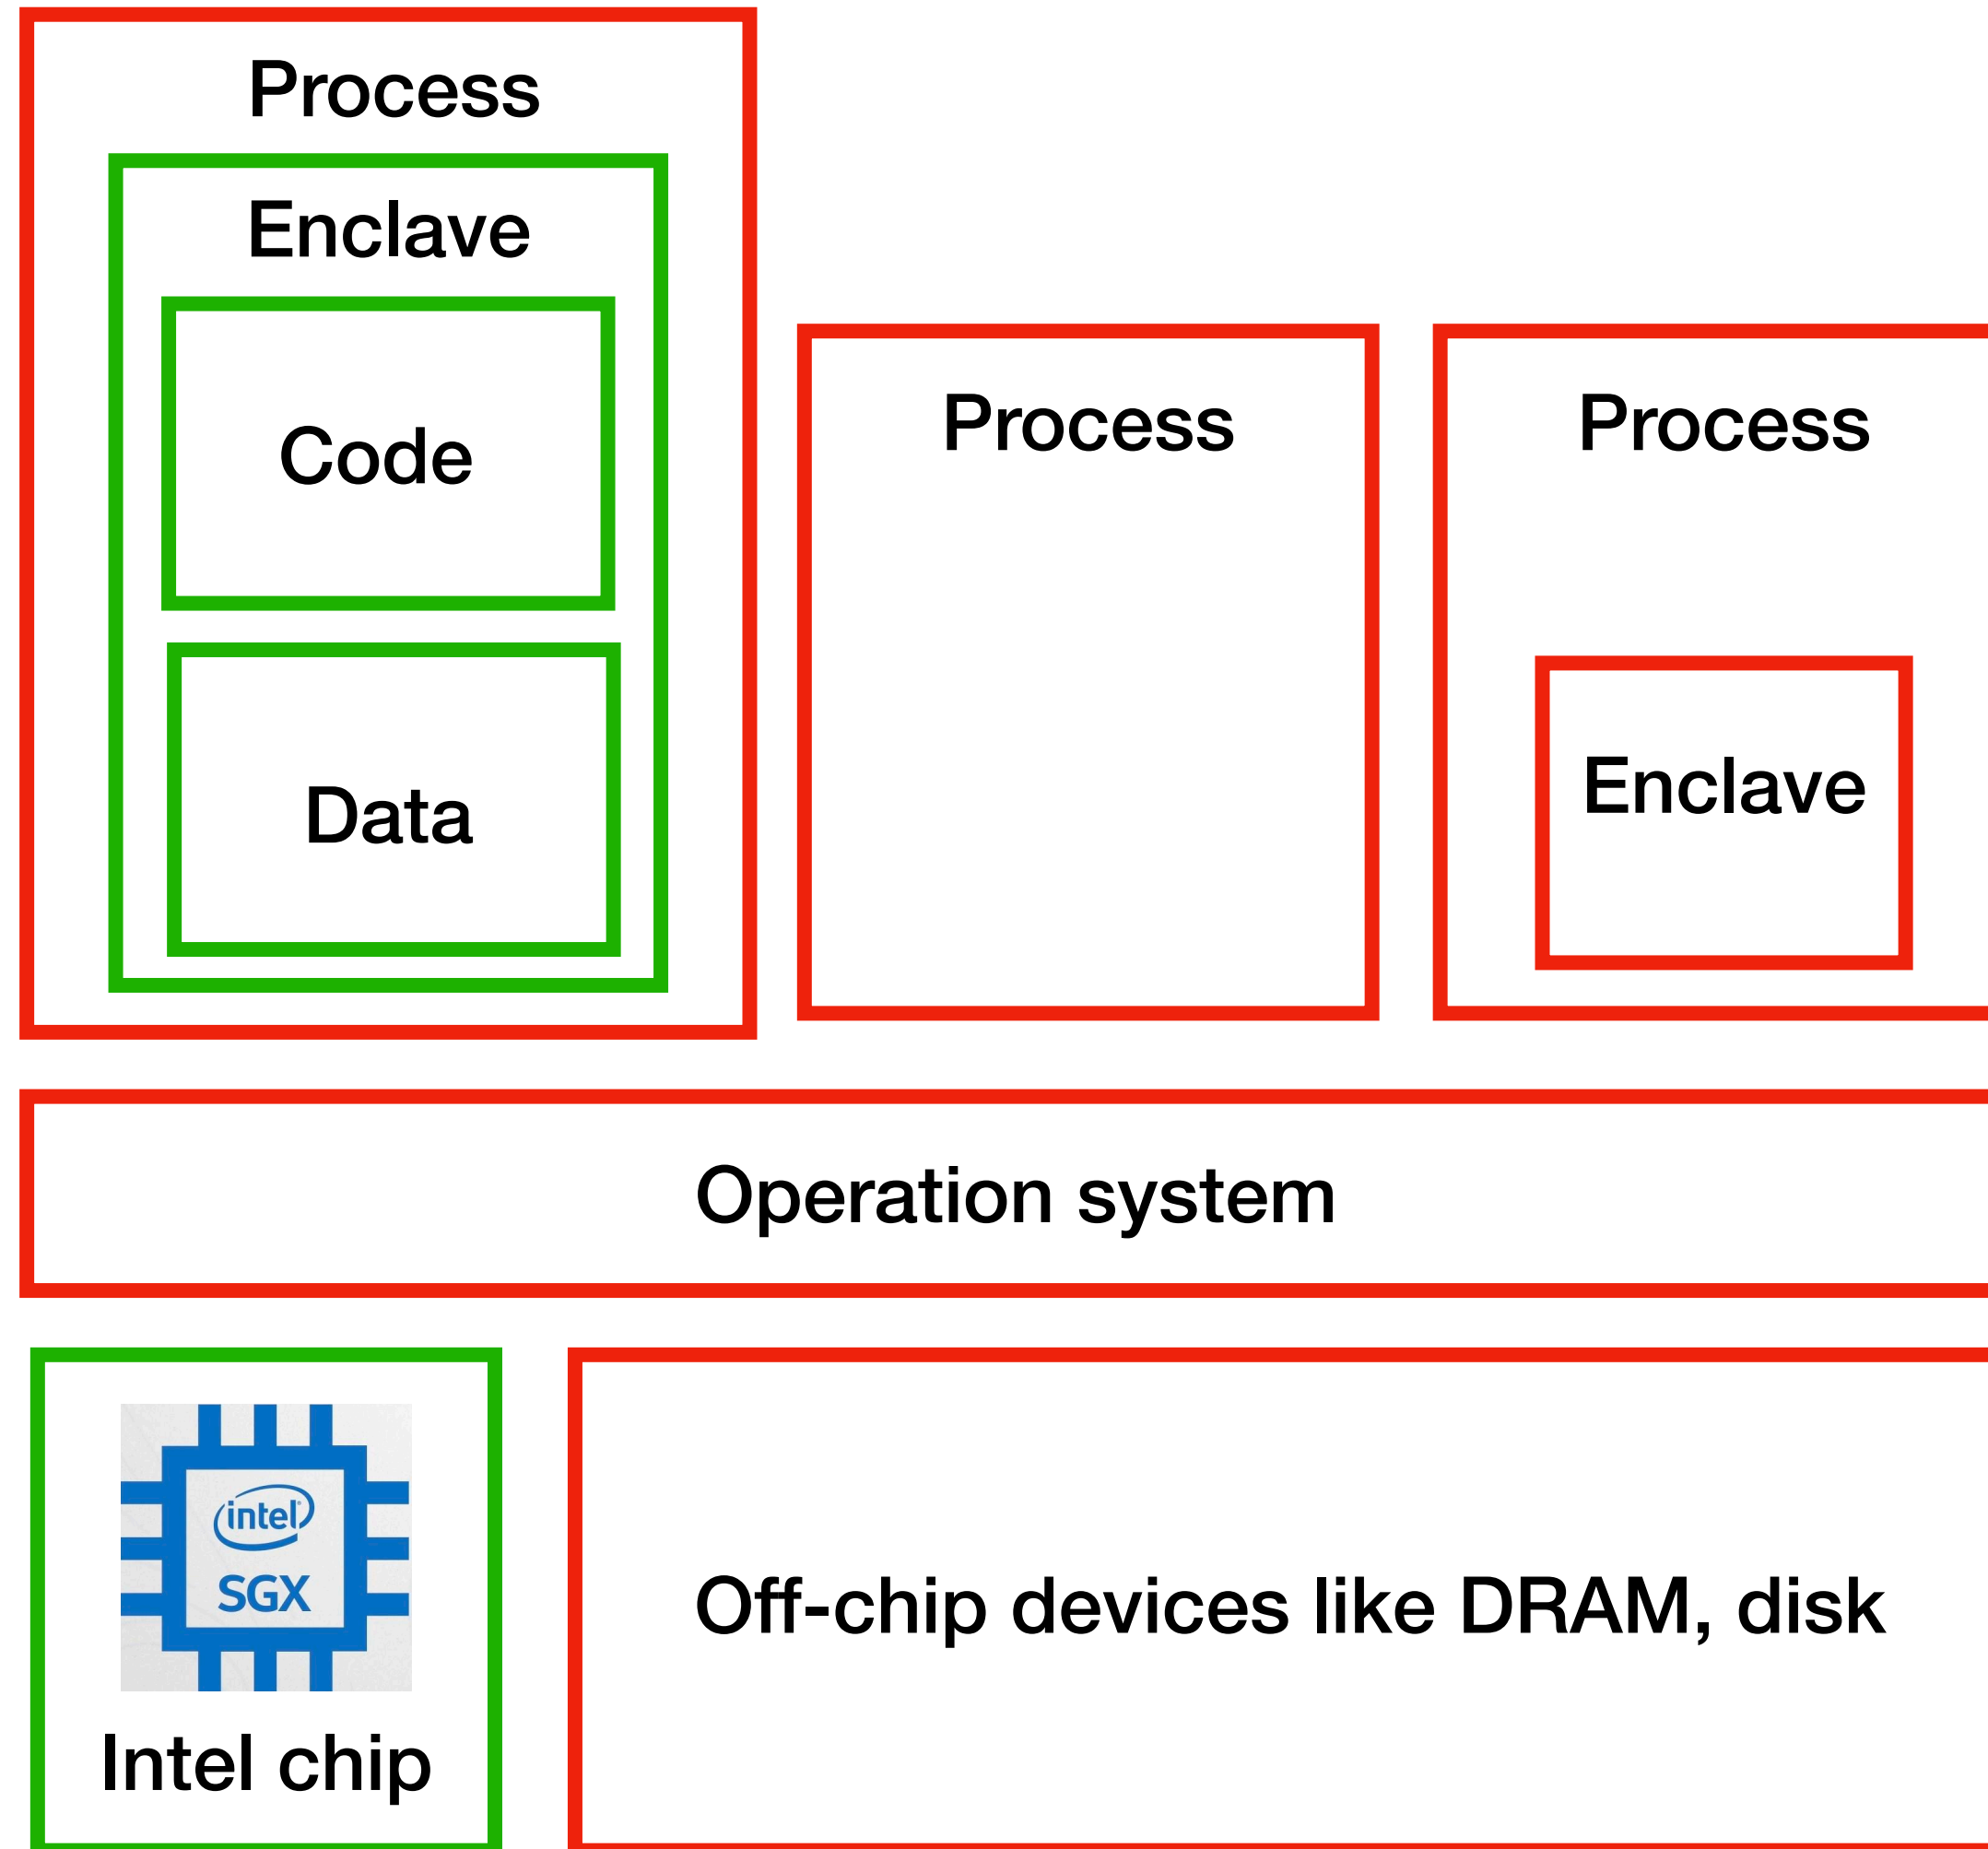 Process
Enclave
Code
Data
Process
Process
Enclave
Operation system
intel
SGX
Intel chip
Off-chip devices like DRAM, disk